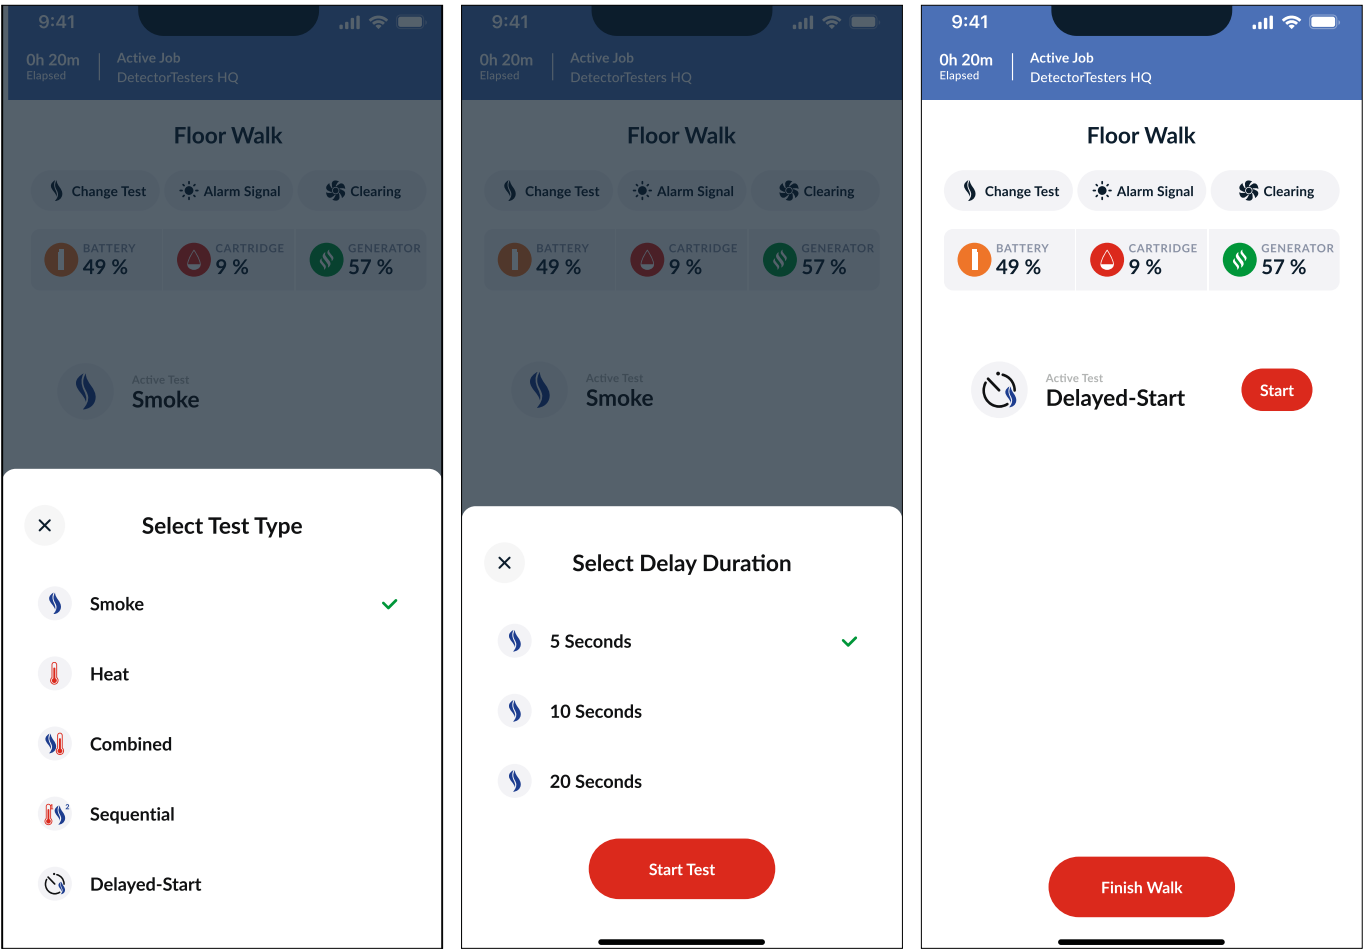 9:41
0h 20m
Elapsed
Active Job
DetectorTesters HQ
Floor Walk
Change Test
Alarm Signal
Clearing
BATTERY
49 %
CARTRIDGE
9 %
GENERATOR
57 %
Active Test
Smoke
Select Test Type
Smoke
Heat
Combined
2
Sequential
Delayed-Start
9:41
0h 20m
Elapsed
Active Job
DetectorTesters HQ
Floor Walk
Change Test
Alarm Signal
Clearing
BATTERY
49 %
CARTRIDGE
9 %
GENERATOR
57 %
Active Test
Smoke
Select Delay Duration
5 Seconds
10 Seconds
20 Seconds
Start Test
9:41
0h 20m
Elapsed
Active Job
DetectorTesters HQ
Floor Walk
Change Test
Alarm Signal
Clearing
BATTERY
49 %
CARTRIDGE
9 %
GENERATOR
57 %
Active Test
Delayed-Start
Start
Finish Walk